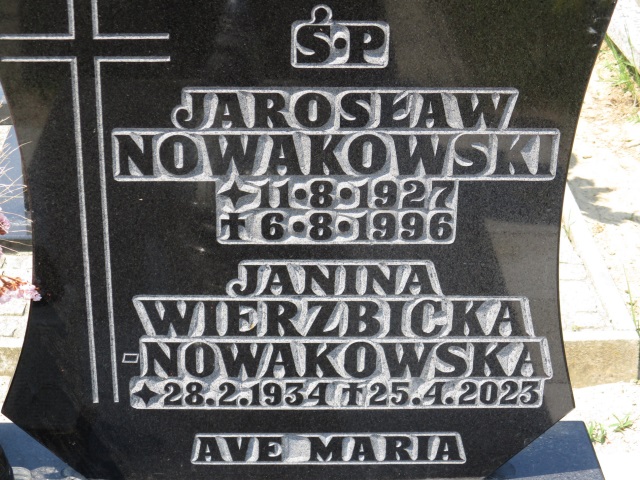 Ś•P
JAROSŁAW
NOWAKOWSKI
✦11•8•1927
✝6•8•1996
JANINA
WIERZBICKA
-NOWAKOWSKA
✦28.2.1934 ✝25.4.2023
AVE MARIA